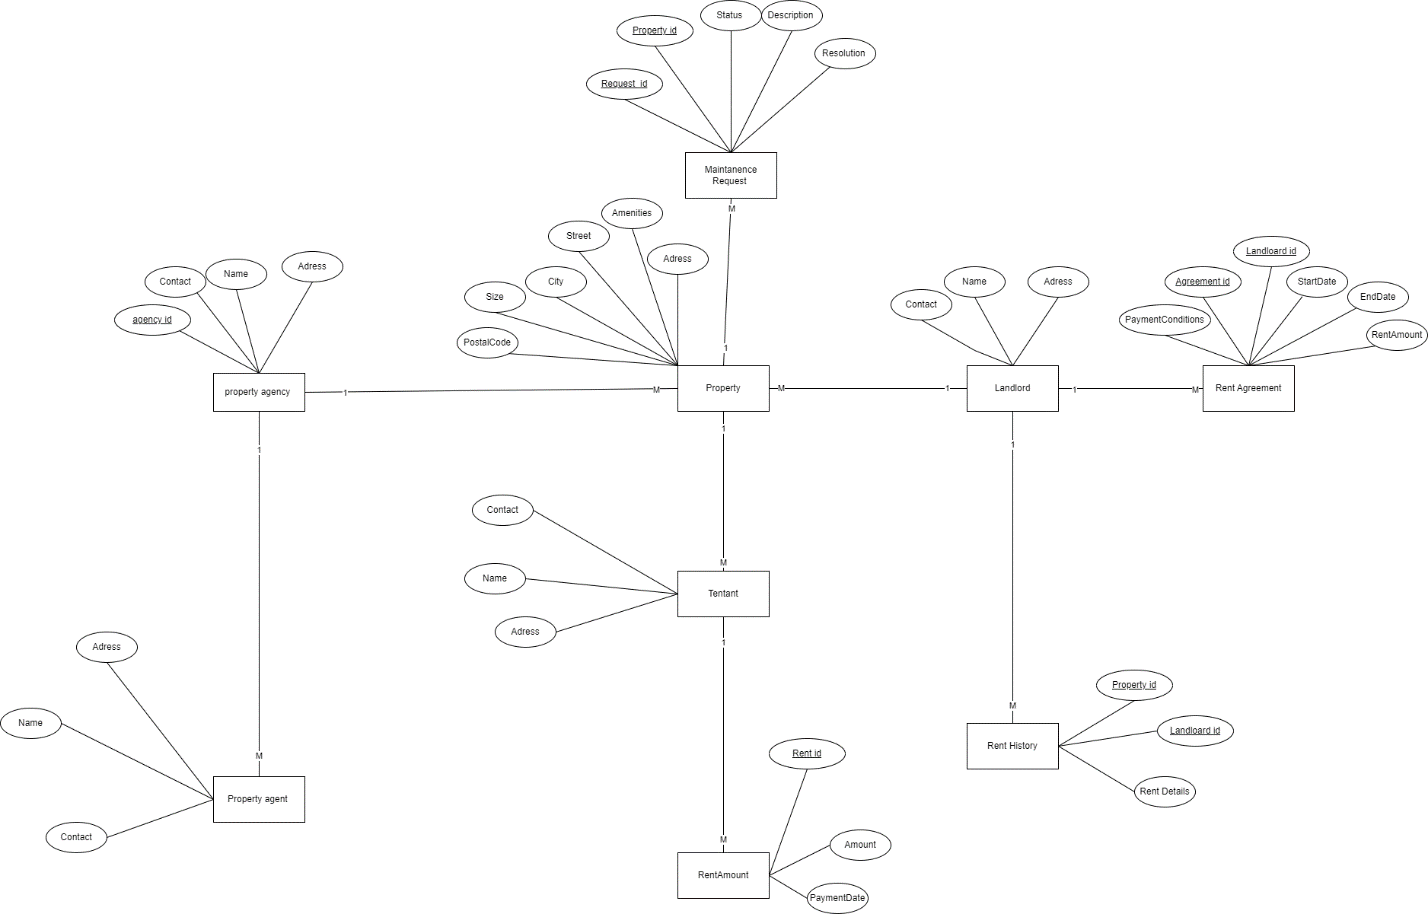 Status
Description
Property id
Resolution
Request_id
Maintanence
Request
M
Amenities
Street
Adress
City
Size
PostalCode
Adress
Name
Contact
agency id
Landloard id
Agreement id
StartDate
EndDate
PaymentConditions
RentAmount
Name
Adress
Contact
1
property agency
1
M
Property
M
1
Landlord
1
M
Rent Agreement
1
1
1
Contact
M
Name
Tentant
Adress
1
Adress
Name
M
Property agent
Contact
Property id
M
Landloard id
Rent History
Rent Details
Rent id
M
Amount
RentAmount
PaymentDate